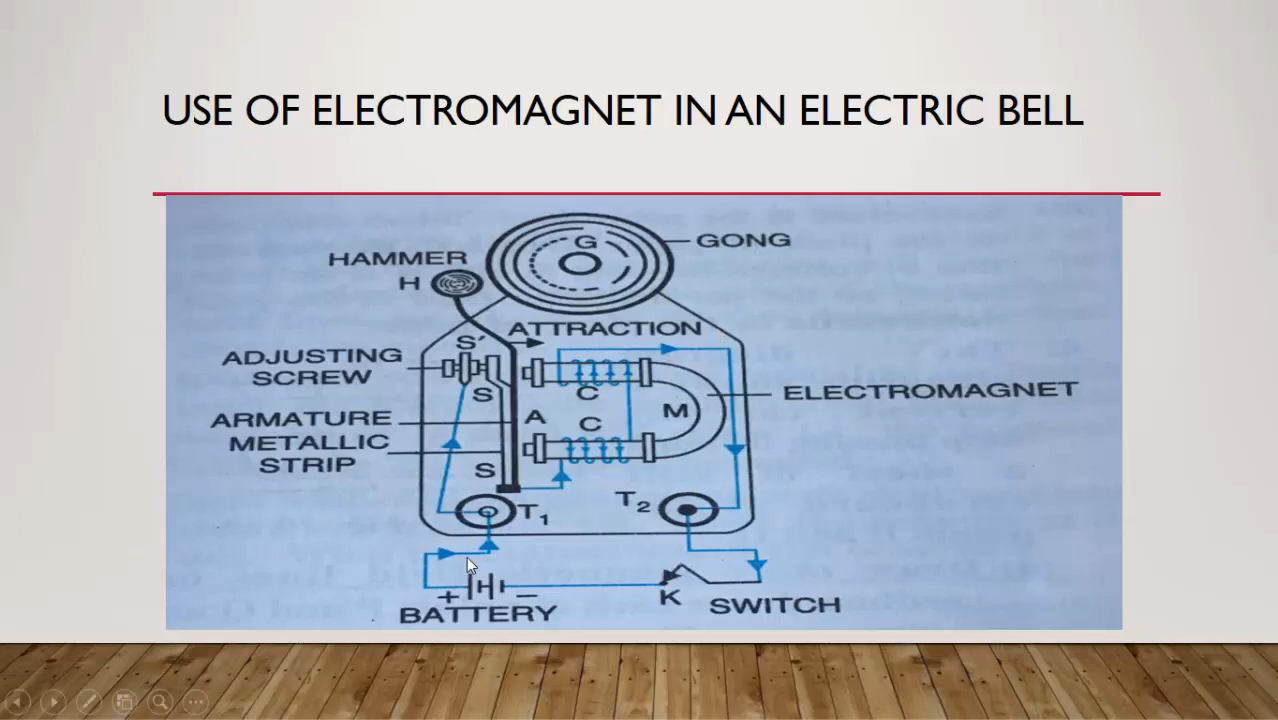 USE OF ELECTROMAGNET IN AN ELECTRIC BELL
G
GONG
HAMMER
H
ATTRACTION
S'
ADJUSTING
SCREW
S
C
ELECTROMAGNET
ARMATURE
A
C
M
METALLIC
STRIP
S
T1
T2
+
−
BATTERY
K
SWITCH